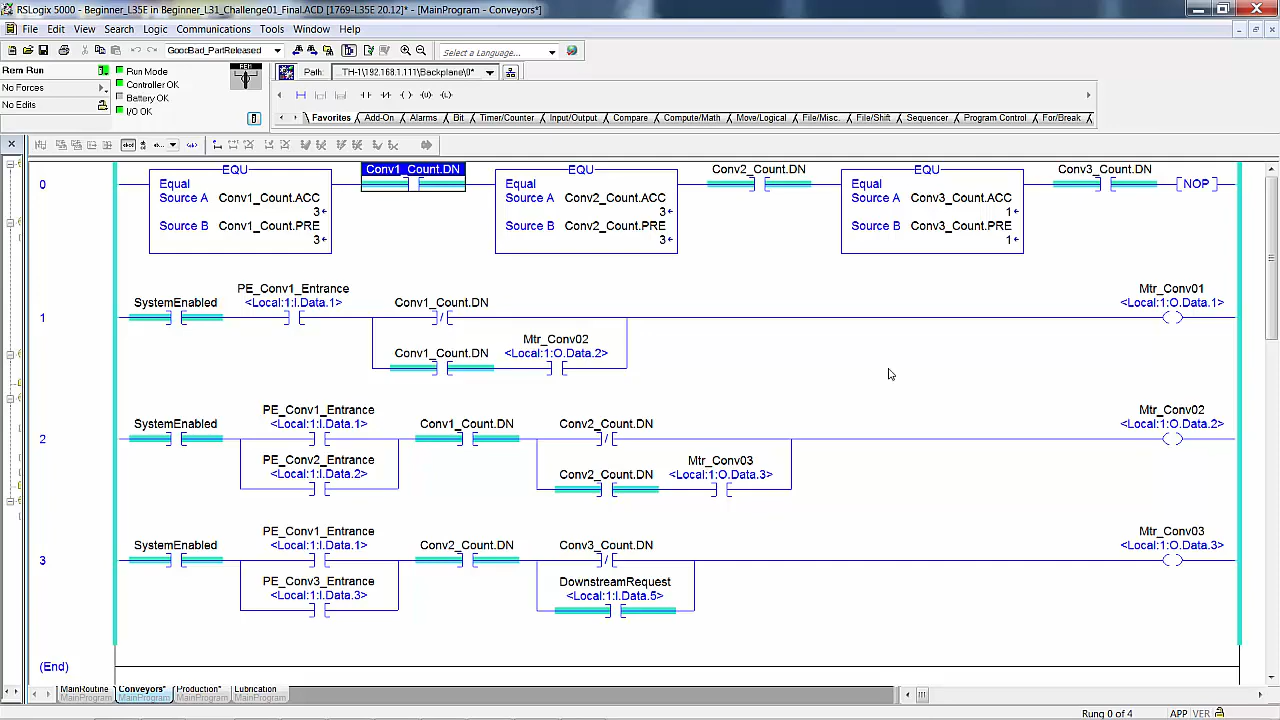 RSLogix 5000 - Beginner_L35E in Beginner_L31_Challenge01_Final.ACD [1769-L35E 20.12]* - [MainProgram - Conveyors*]
File Edit View Search Logic Communications Tools Window Help
GoodBad_PartReleased
Select a Language...
Rem Run
No Forces
No Edits
Run Mode
Controller OK
Battery OK
I/O OK
REM
Path: ...TH-1\192.168.1.111\Backplane\0*
Favorites Add-On Alarms Bit Timer/Counter Input/Output Compare Compute/Math Move/Logical File/Misc. File/Shift Sequencer Program Control For/Break
0
EQU
Equal
Source A Conv1_Count.ACC
3
Source B Conv1_Count.PRE
3
Conv1_Count.DN
EQU
Equal
Source A Conv2_Count.ACC
3
Source B Conv2_Count.PRE
3
Conv2_Count.DN
EQU
Equal
Source A Conv3_Count.ACC
1
Source B Conv3_Count.PRE
1
Conv3_Count.DN
NOP
1
SystemEnabled
PE_Conv1_Entrance
<Local:1:I.Data.1>
Conv1_Count.DN
Conv1_Count.DN
Mtr_Conv02
<Local:1:O.Data.2>
Mtr_Conv01
<Local:1:O.Data.1>
2
SystemEnabled
PE_Conv1_Entrance
<Local:1:I.Data.1>
PE_Conv2_Entrance
<Local:1:I.Data.2>
Conv1_Count.DN
Conv2_Count.DN
Conv2_Count.DN
Mtr_Conv03
<Local:1:O.Data.3>
Mtr_Conv02
<Local:1:O.Data.2>
3
SystemEnabled
PE_Conv1_Entrance
<Local:1:I.Data.1>
PE_Conv3_Entrance
<Local:1:I.Data.3>
Conv2_Count.DN
Conv3_Count.DN
DownstreamRequest
<Local:1:I.Data.5>
Mtr_Conv03
<Local:1:O.Data.3>
(End)
MainRoutine Conveyors* Production* Lubrication
MainProgram MainProgram MainProgram MainProgram
Rung 0 of 4 APP VER